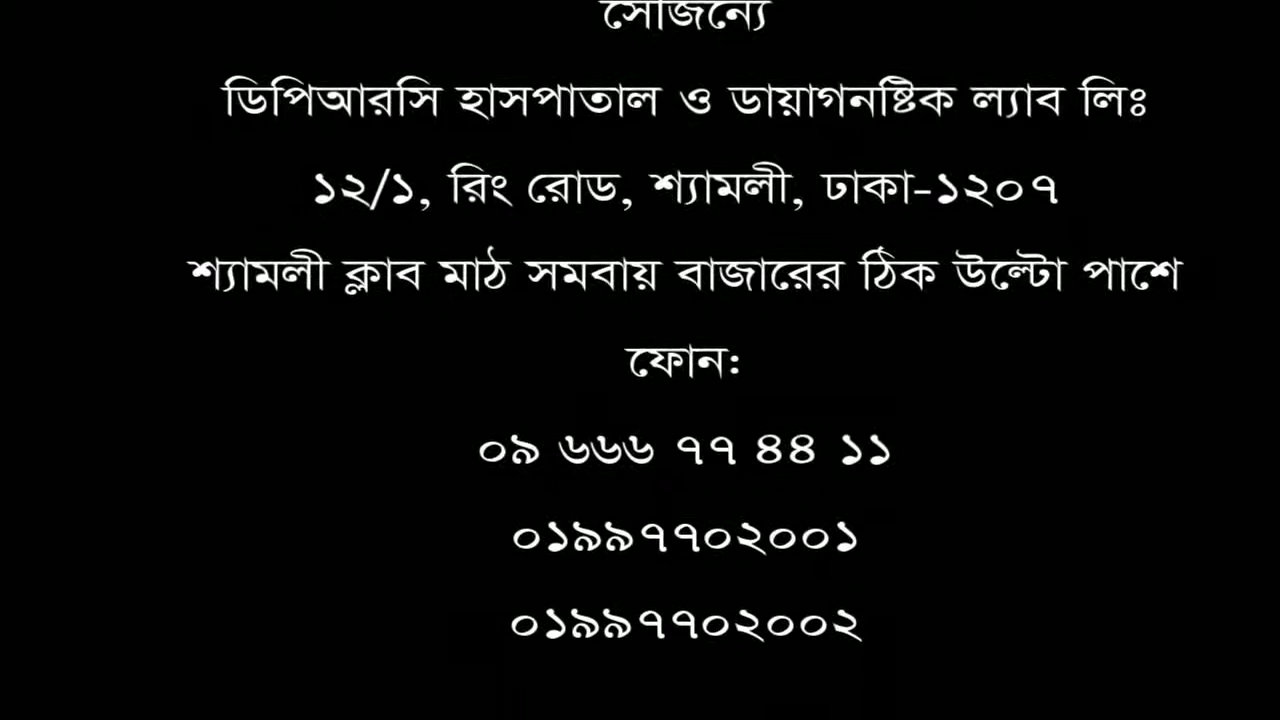 সৌজন্যে
ডিপিআরসি হাসপাতাল ও ডায়াগনষ্টিক ল্যাব লিঃ
১২/১, রিং রোড, শ্যামলী, ঢাকা-১২০৭
শ্যামলী ক্লাব মাঠ সমবায় বাজারের ঠিক উল্টো পাশে
ফোন:
০৯ ৬৬৬ ৭৭ ৪৪ ১১
০১৯৯৭৭০২০০১
০১৯৯৭৭০২০০২